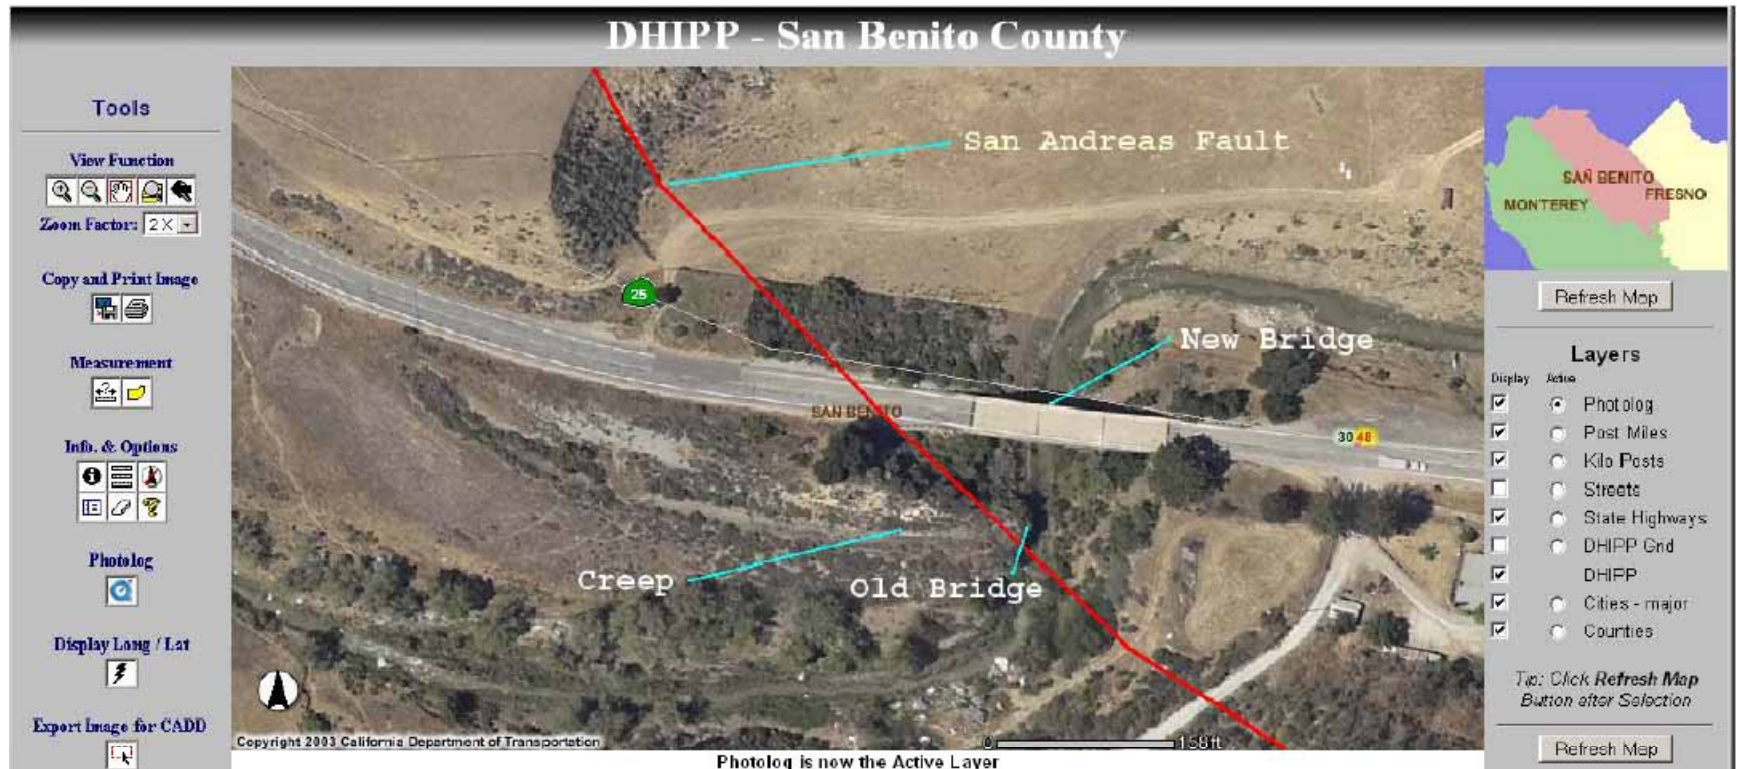 DHIPP - San Benito County
Tools
View Function
Zoom Factor: 2X
Copy and Print Image
Measurement
Info. & Options
Photolog
Display Long / Lat
Export Image for CADD
San Andreas Fault
25
New Bridge
SAN BENITO
30 48
Creep
Old Bridge
Copyright 2003 California Department of Transportation
0 158ft
Photolog is now the Active Layer
SAN BENITO
MONTEREY
FRESNO
Refresh Map
Layers
Display Active
Photolog
Post Miles
Kilo Posts
Streets
State Highways
DHIPP Grid
DHIPP
Cities - major
Counties
Tip: Click Refresh Map
Button after Selection
Refresh Map